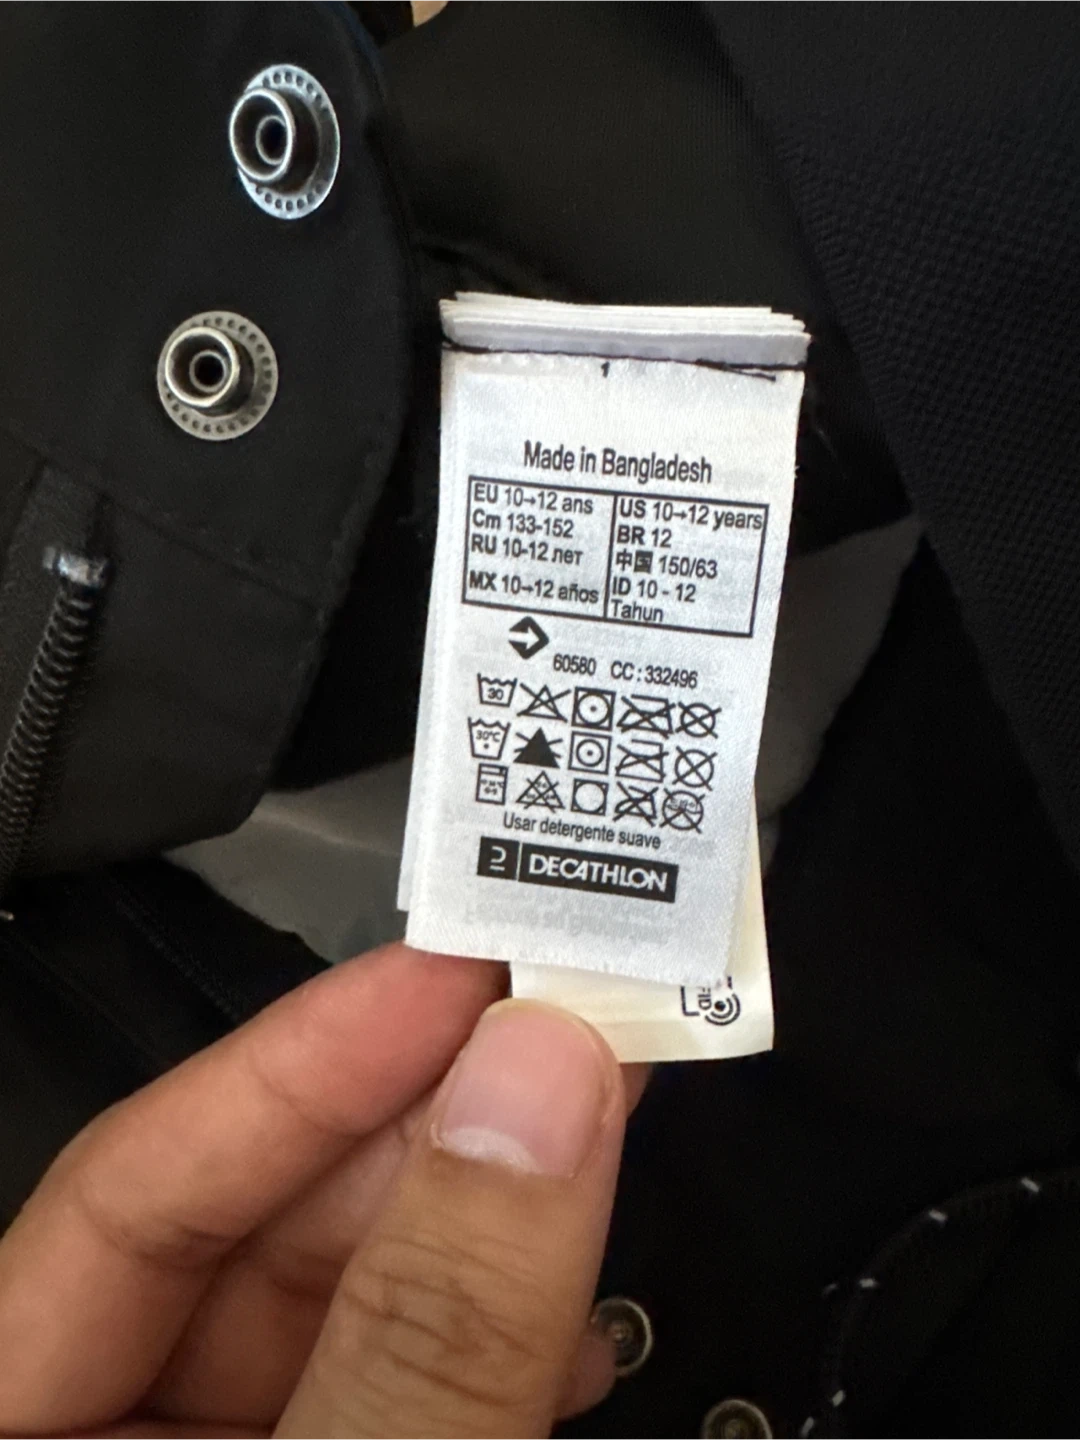 1
Made in Bangladesh
EU 10→12 ans
Cm 133-152
RU 10-12 лет
MX 10→12 años
US 10→12 years
BR 12
中国 150/63
ID 10 - 12
Tahun
60580 CC : 332496
30
30°C
Usar detergente suave
DECATHLON